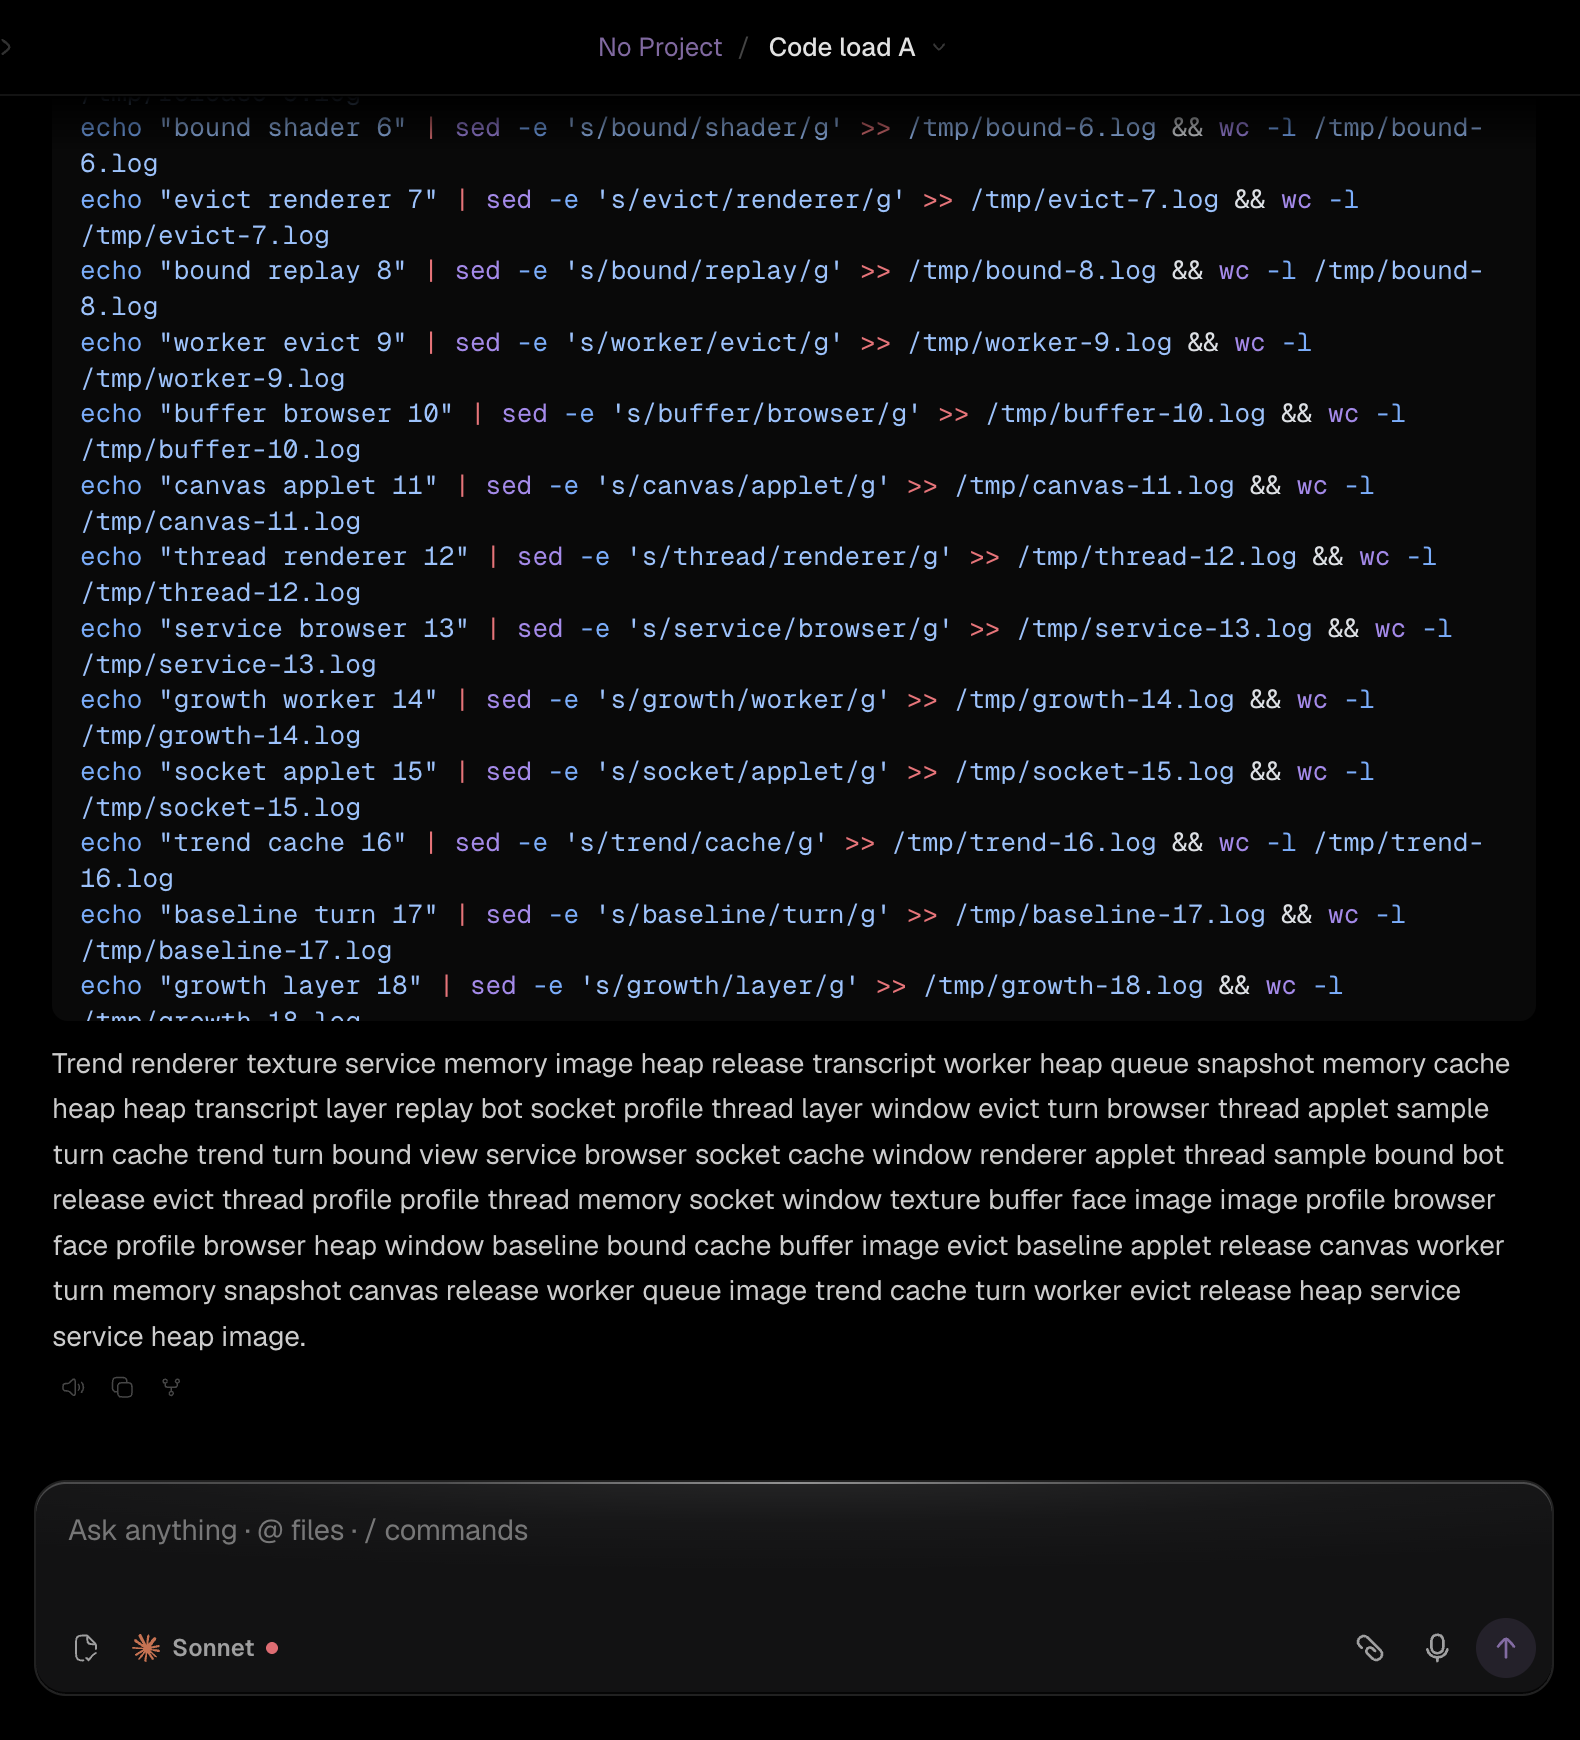 No Project / Code load A
echo "bound shader 6" | sed -e 's/bound/shader/g' >> /tmp/bound-6.log && wc -l /tmp/bound-
6.log
echo "evict renderer 7" | sed -e 's/evict/renderer/g' >> /tmp/evict-7.log && wc -l
/tmp/evict-7.log
echo "bound replay 8" | sed -e 's/bound/replay/g' >> /tmp/bound-8.log && wc -l /tmp/bound-
8.log
echo "worker evict 9" | sed -e 's/worker/evict/g' >> /tmp/worker-9.log && wc -l
/tmp/worker-9.log
echo "buffer browser 10" | sed -e 's/buffer/browser/g' >> /tmp/buffer-10.log && wc -l
/tmp/buffer-10.log
echo "canvas applet 11" | sed -e 's/canvas/applet/g' >> /tmp/canvas-11.log && wc -l
/tmp/canvas-11.log
echo "thread renderer 12" | sed -e 's/thread/renderer/g' >> /tmp/thread-12.log && wc -l
/tmp/thread-12.log
echo "service browser 13" | sed -e 's/service/browser/g' >> /tmp/service-13.log && wc -l
/tmp/service-13.log
echo "growth worker 14" | sed -e 's/growth/worker/g' >> /tmp/growth-14.log && wc -l
/tmp/growth-14.log
echo "socket applet 15" | sed -e 's/socket/applet/g' >> /tmp/socket-15.log && wc -l
/tmp/socket-15.log
echo "trend cache 16" | sed -e 's/trend/cache/g' >> /tmp/trend-16.log && wc -l /tmp/trend-
16.log
echo "baseline turn 17" | sed -e 's/baseline/turn/g' >> /tmp/baseline-17.log && wc -l
/tmp/baseline-17.log
echo "growth layer 18" | sed -e 's/growth/layer/g' >> /tmp/growth-18.log && wc -l
/tmp/growth-18.log
Trend renderer texture service memory image heap release transcript worker heap queue snapshot memory cache
heap heap transcript layer replay bot socket profile thread layer window evict turn browser thread applet sample
turn cache trend turn bound view service browser socket cache window renderer applet thread sample bound bot
release evict thread profile profile thread memory socket window texture buffer face image image profile browser
face profile browser heap window baseline bound cache buffer image evict baseline applet release canvas worker
turn memory snapshot canvas release worker queue image trend cache turn worker evict release heap service
service heap image.
Ask anything · @ files · / commands
Sonnet